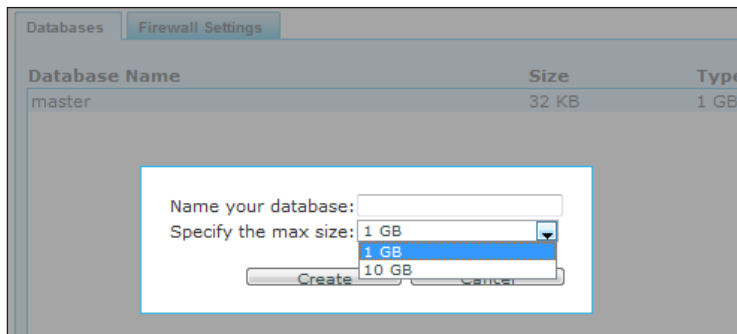 Databases Firewall Settings
Database Name Size Type
master 32 KB 1 GB
Name your database:
Specify the max size: 1 GB
1 GB
10 GB
Create Cancel